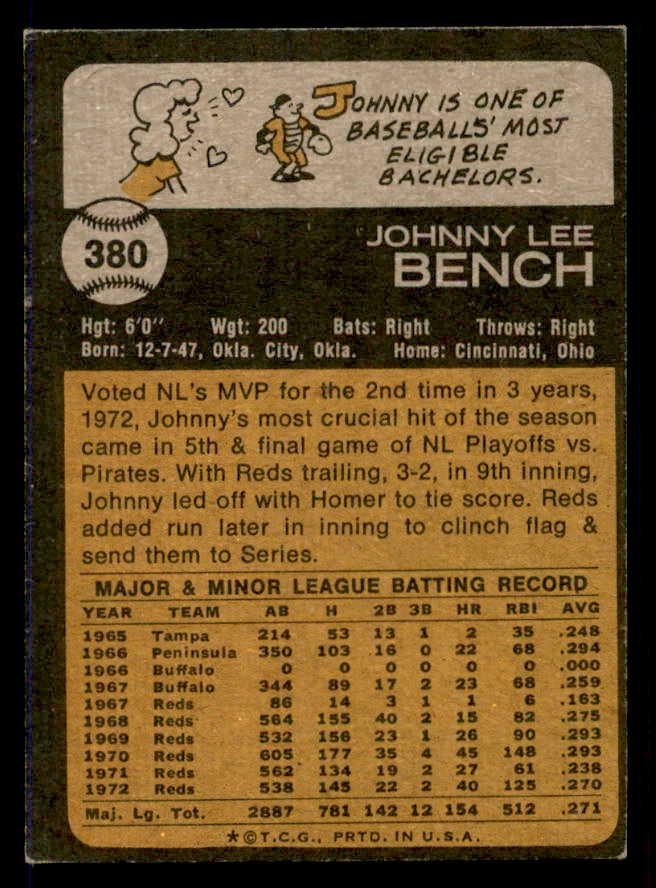 JOHNNY IS ONE OF
BASEBALLS' MOST
ELIGIBLE
BACHELORS.
380
JOHNNY LEE
BENCH
Hgt: 6'0" Wgt: 200 Bats: Right Throws: Right
Born: 12-7-47, Okla. City, Okla. Home: Cincinnati, Ohio
Voted NL's MVP for the 2nd time in 3 years,
1972, Johnny's most crucial hit of the season
came in 5th & final game of NL Playoffs vs.
Pirates. With Reds trailing, 3-2, in 9th inning,
Johnny led off with Homer to tie score. Reds
added run later in inning to clinch flag &
send them to Series.
MAJOR & MINOR LEAGUE BATTING RECORD
YEAR TEAM AB H 2B 3B HR RBI AVG
1965 Tampa 214 53 13 1 2 35 .248
1966 Peninsula 350 103 16 0 22 68 .294
1966 Buffalo 0 0 0 0 0 0 .000
1967 Buffalo 344 89 17 2 23 68 .259
1967 Reds 86 14 3 1 1 6 .163
1968 Reds 564 155 40 2 15 82 .275
1969 Reds 532 156 23 1 26 90 .293
1970 Reds 605 177 35 4 45 148 .293
1971 Reds 562 134 19 2 27 61 .238
1972 Reds 538 145 22 2 40 125 .270
Maj. Lg. Tot. 2887 781 142 12 154 512 .271
*©T.C.G., PRTD. IN U.S.A.